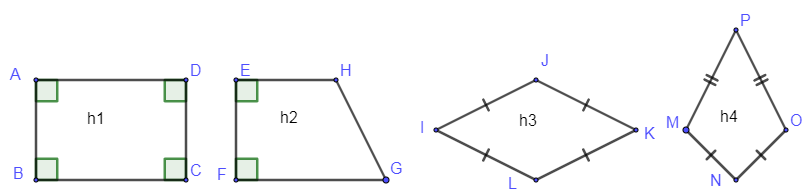 A D E H J P
h1 h2 h3 h4
I K M O
B C F G L N